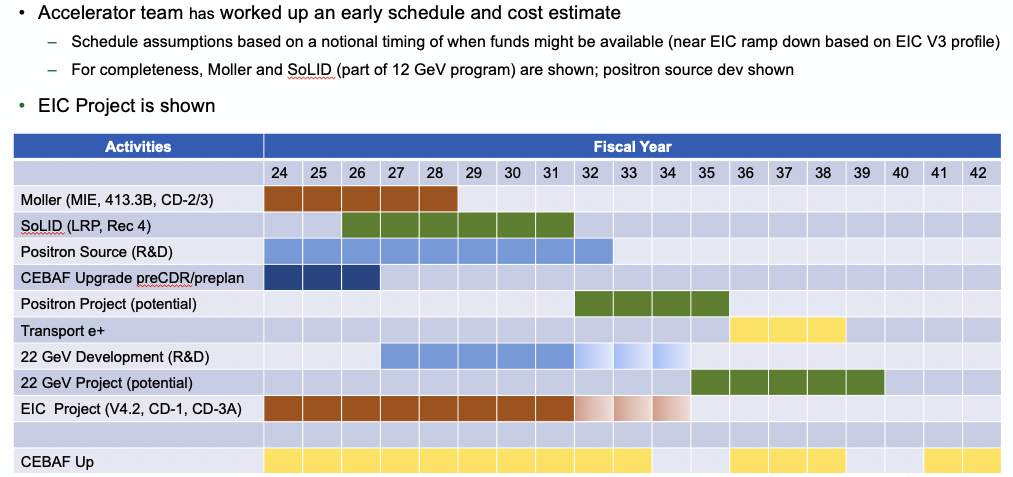 • Accelerator team has worked up an early schedule and cost estimate
– Schedule assumptions based on a notional timing of when funds might be available (near EIC ramp down based on EIC V3 profile)
– For completeness, Moller and SoLID (part of 12 GeV program) are shown; positron source dev shown
• EIC Project is shown
Activities Fiscal Year
24 25 26 27 28 29 30 31 32 33 34 35 36 37 38 39 40 41 42
Moller (MIE, 413.3B, CD-2/3)
SoLID (LRP, Rec 4)
Positron Source (R&D)
CEBAF Upgrade preCDR/preplan
Positron Project (potential)
Transport e+
22 GeV Development (R&D)
22 GeV Project (potential)
EIC Project (V4.2, CD-1, CD-3A)
CEBAF Up